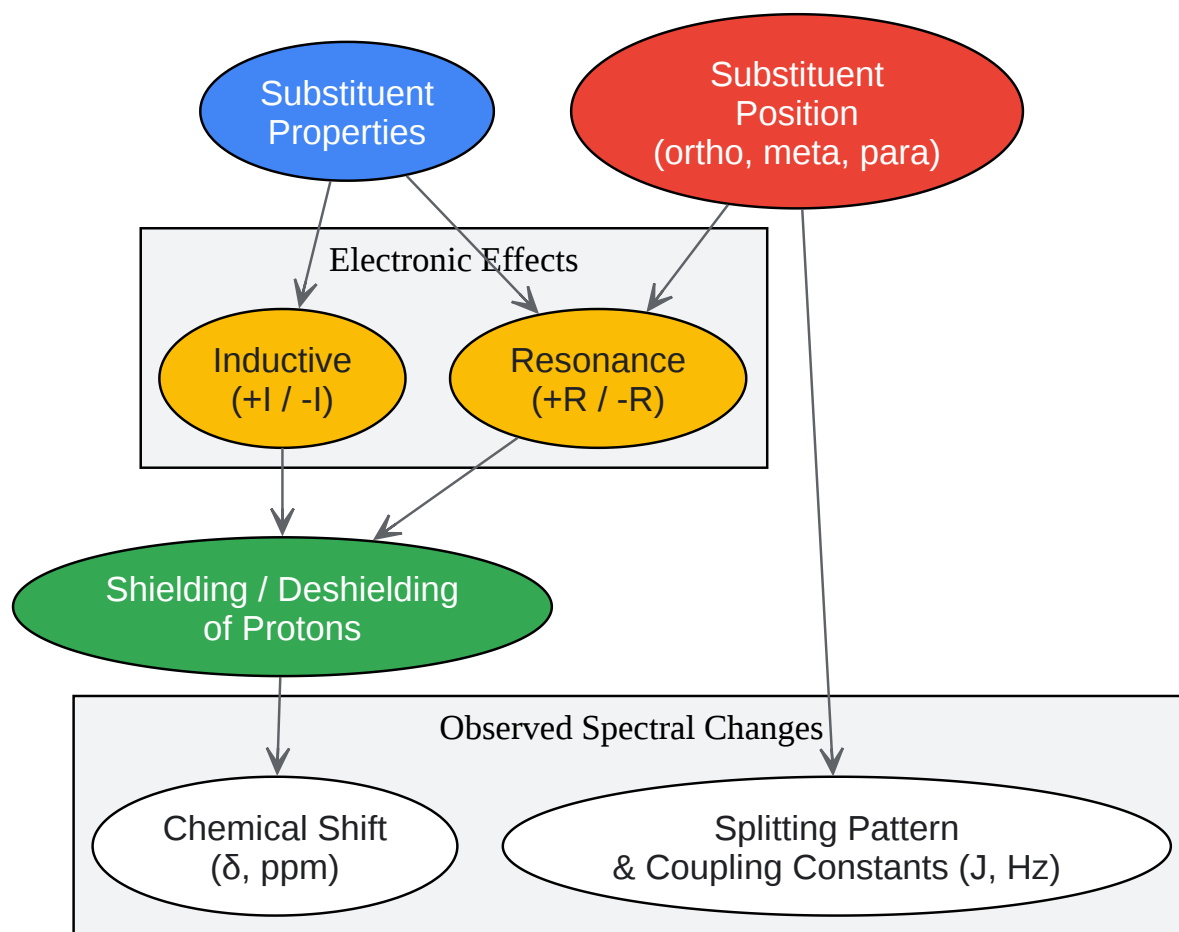 Substituent
Properties
Substituent
Position
(ortho, meta, para)
Electronic Effects
Inductive
(+I / -I)
Resonance
(+R / -R)
Shielding / Deshielding
of Protons
Observed Spectral Changes
Chemical Shift
(δ, ppm)
Splitting Pattern
& Coupling Constants (J, Hz)